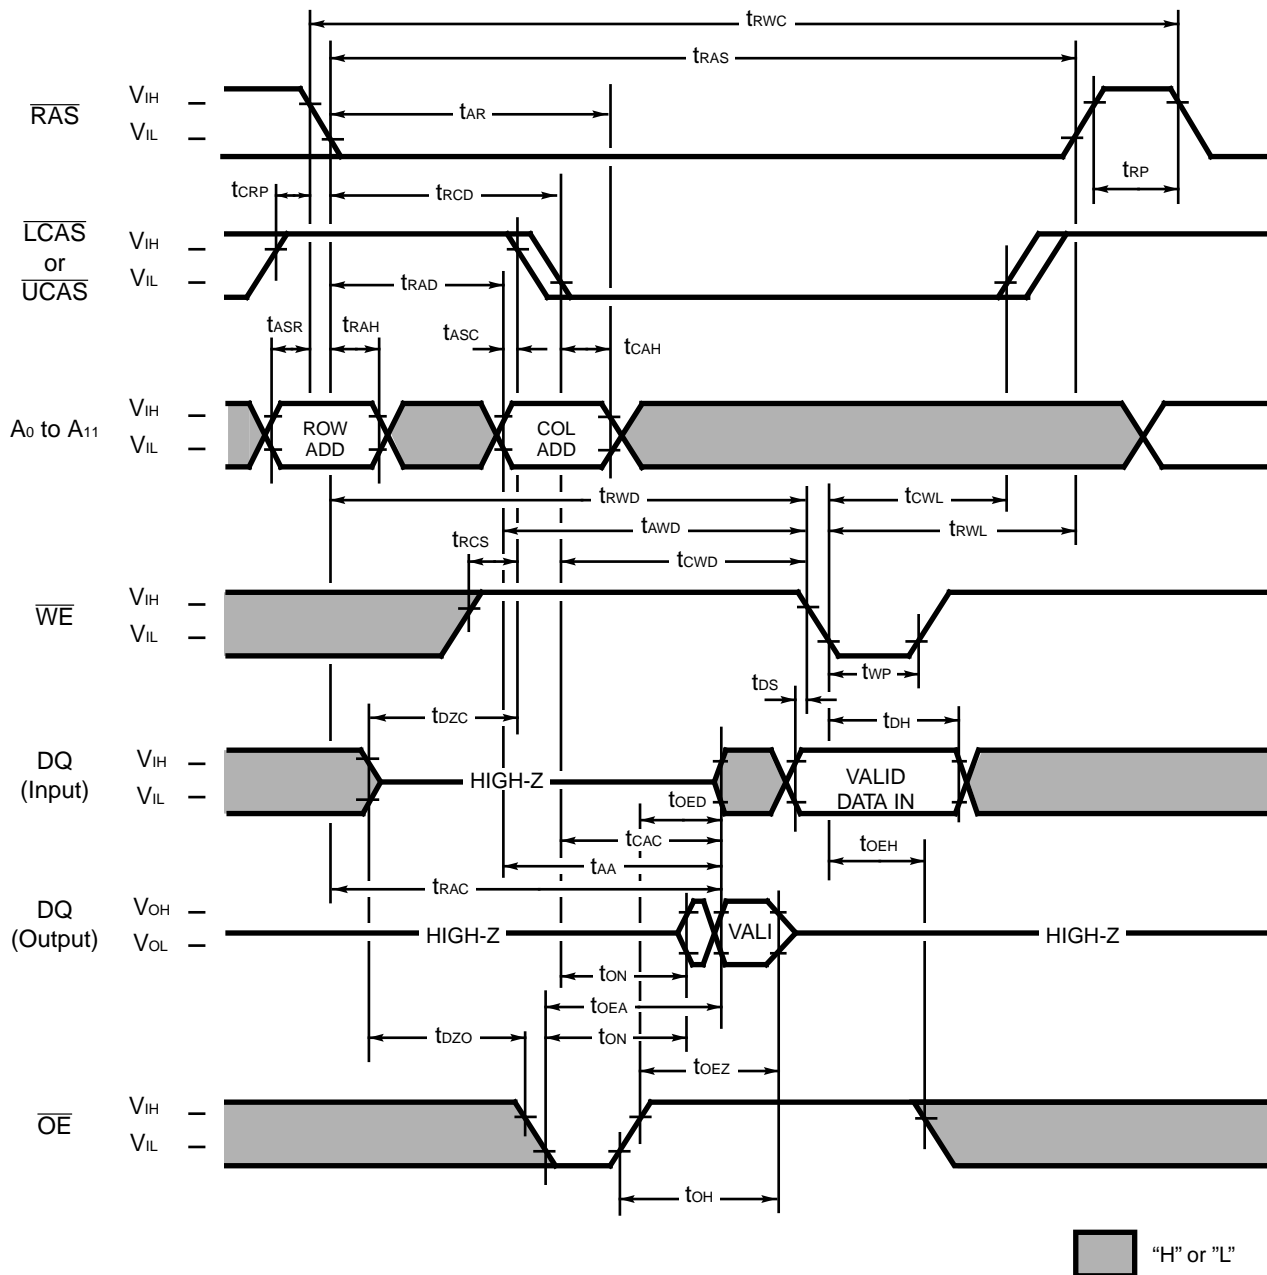 tRWC
tRAS
RAS
VIH
VIL
tAR
tCRP
tRCD
tRP
LCAS
or
UCAS
VIH
VIL
tRAD
tASR
tRAH
tASC
tCAH
A0 to A11
VIH
VIL
ROW
ADD
COL
ADD
tRWD
tCWL
tAWD
tRWL
tRCS
tCWD
WE
VIH
VIL
tWP
tDS
tDZC
tDH
DQ
(Input)
VIH
VIL
HIGH-Z
VALID
DATA IN
tOED
tCAC
tOEH
tAA
tRAC
DQ
(Output)
VOH
VOL
HIGH-Z
VALI
HIGH-Z
tON
tOEA
tDZO
tON
tOEZ
OE
VIH
VIL
tOH
“H” or ”L”